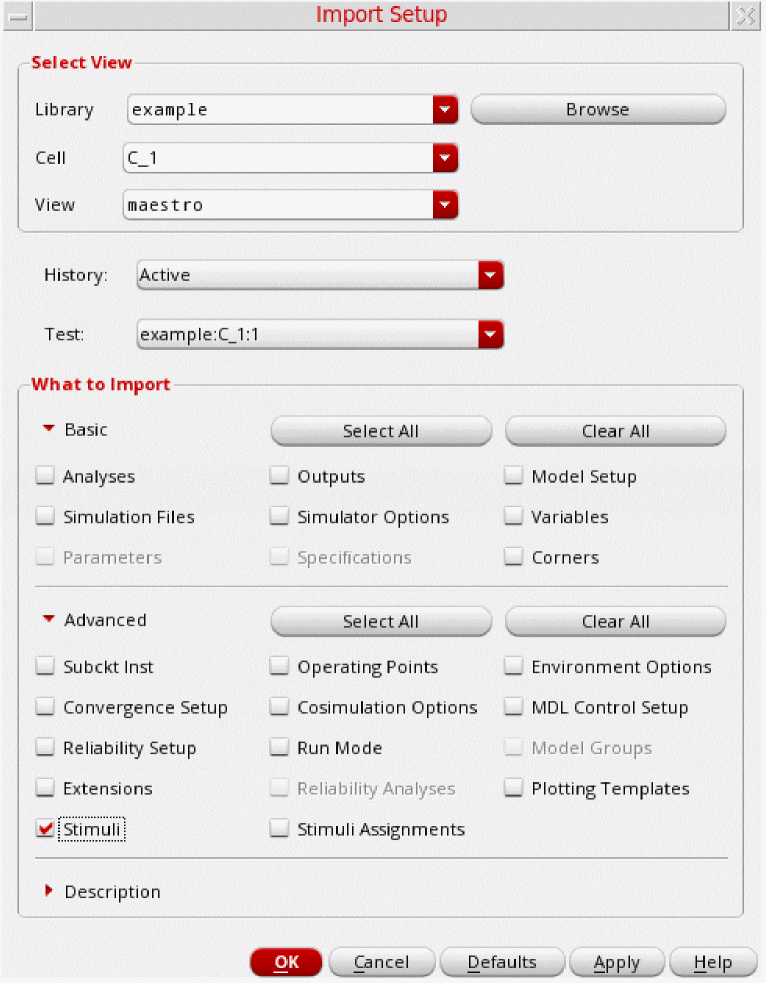 Import Setup
Select View
Library example Browse
Cell C_1
View maestro
History: Active
Test: example:C_1:1
What to Import
Basic Select All Clear All
Analyses Outputs Model Setup
Simulation Files Simulator Options Variables
Parameters Specifications Corners
Advanced Select All Clear All
Subckt Inst Operating Points Environment Options
Convergence Setup Cosimulation Options MDL Control Setup
Reliability Setup Run Mode Model Groups
Extensions Reliability Analyses Plotting Templates
Stimuli Stimuli Assignments
Description
OK Cancel Defaults Apply Help